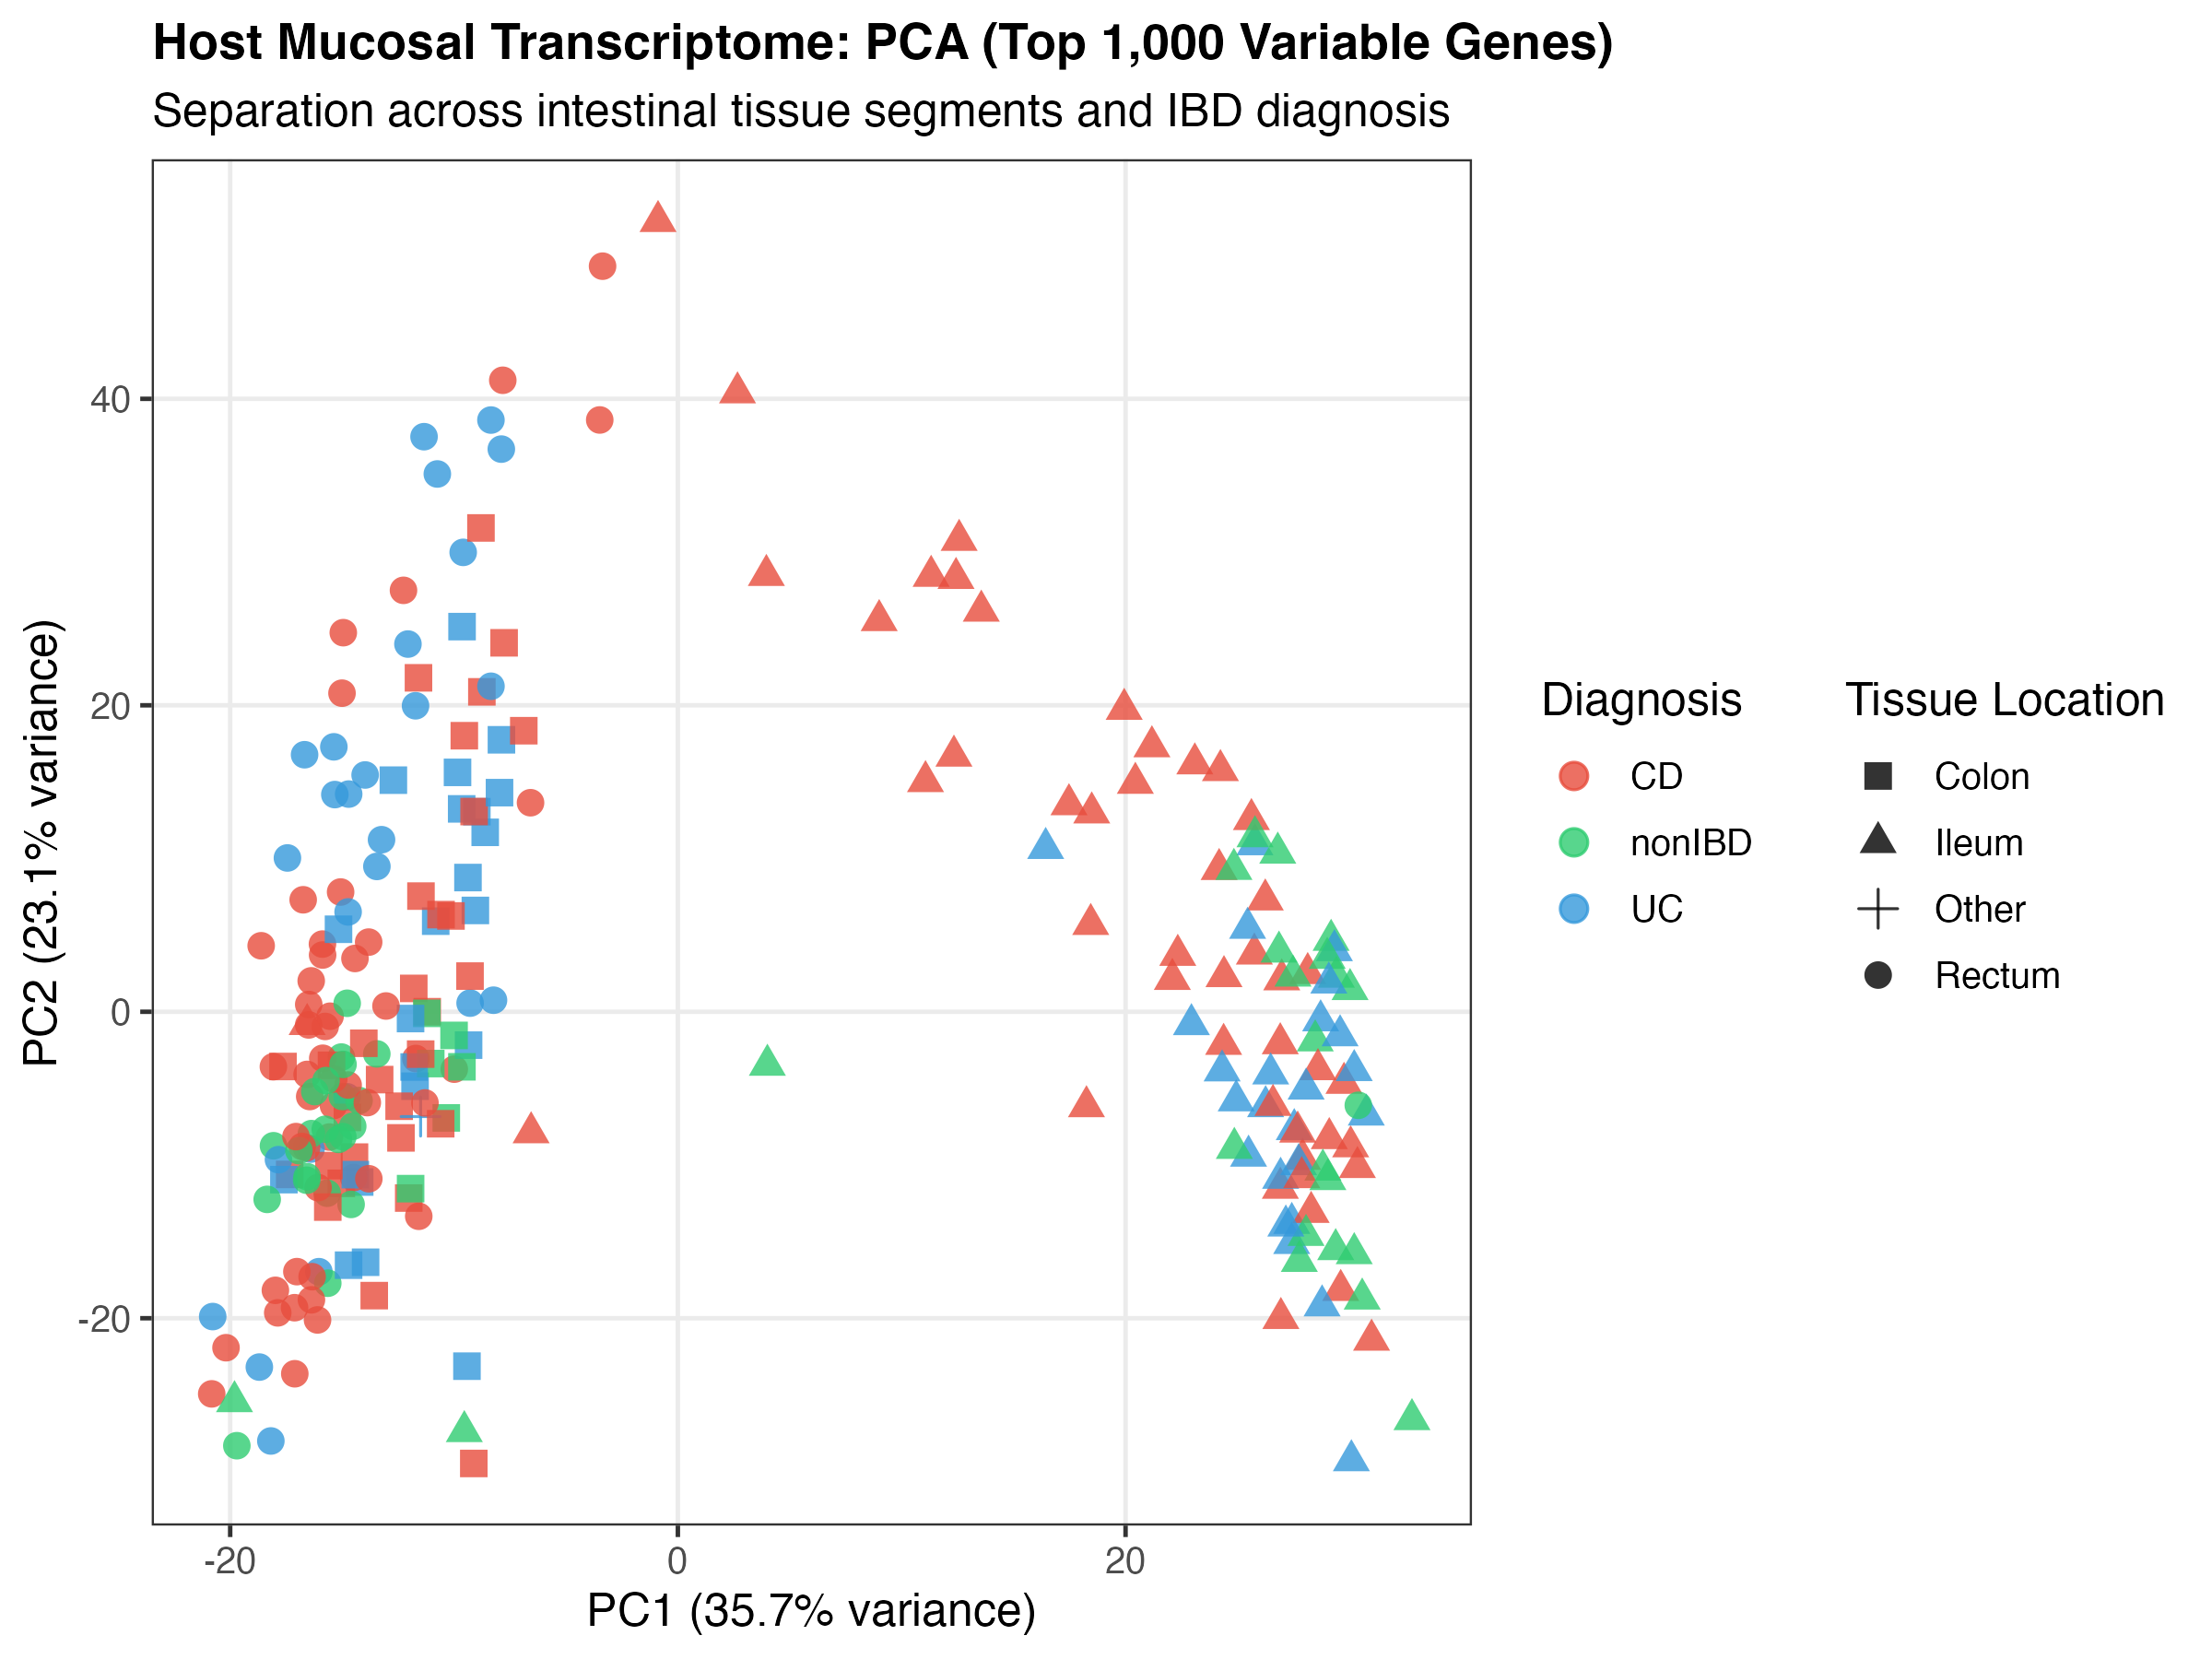 Host Mucosal Transcriptome: PCA (Top 1,000 Variable Genes)
Separation across intestinal tissue segments and IBD diagnosis
PC2 (23.1% variance)
40
20
0
-20
-20
0
20
PC1 (35.7% variance)
Diagnosis
CD
nonIBD
UC
Tissue Location
Colon
Ileum
Other
Rectum